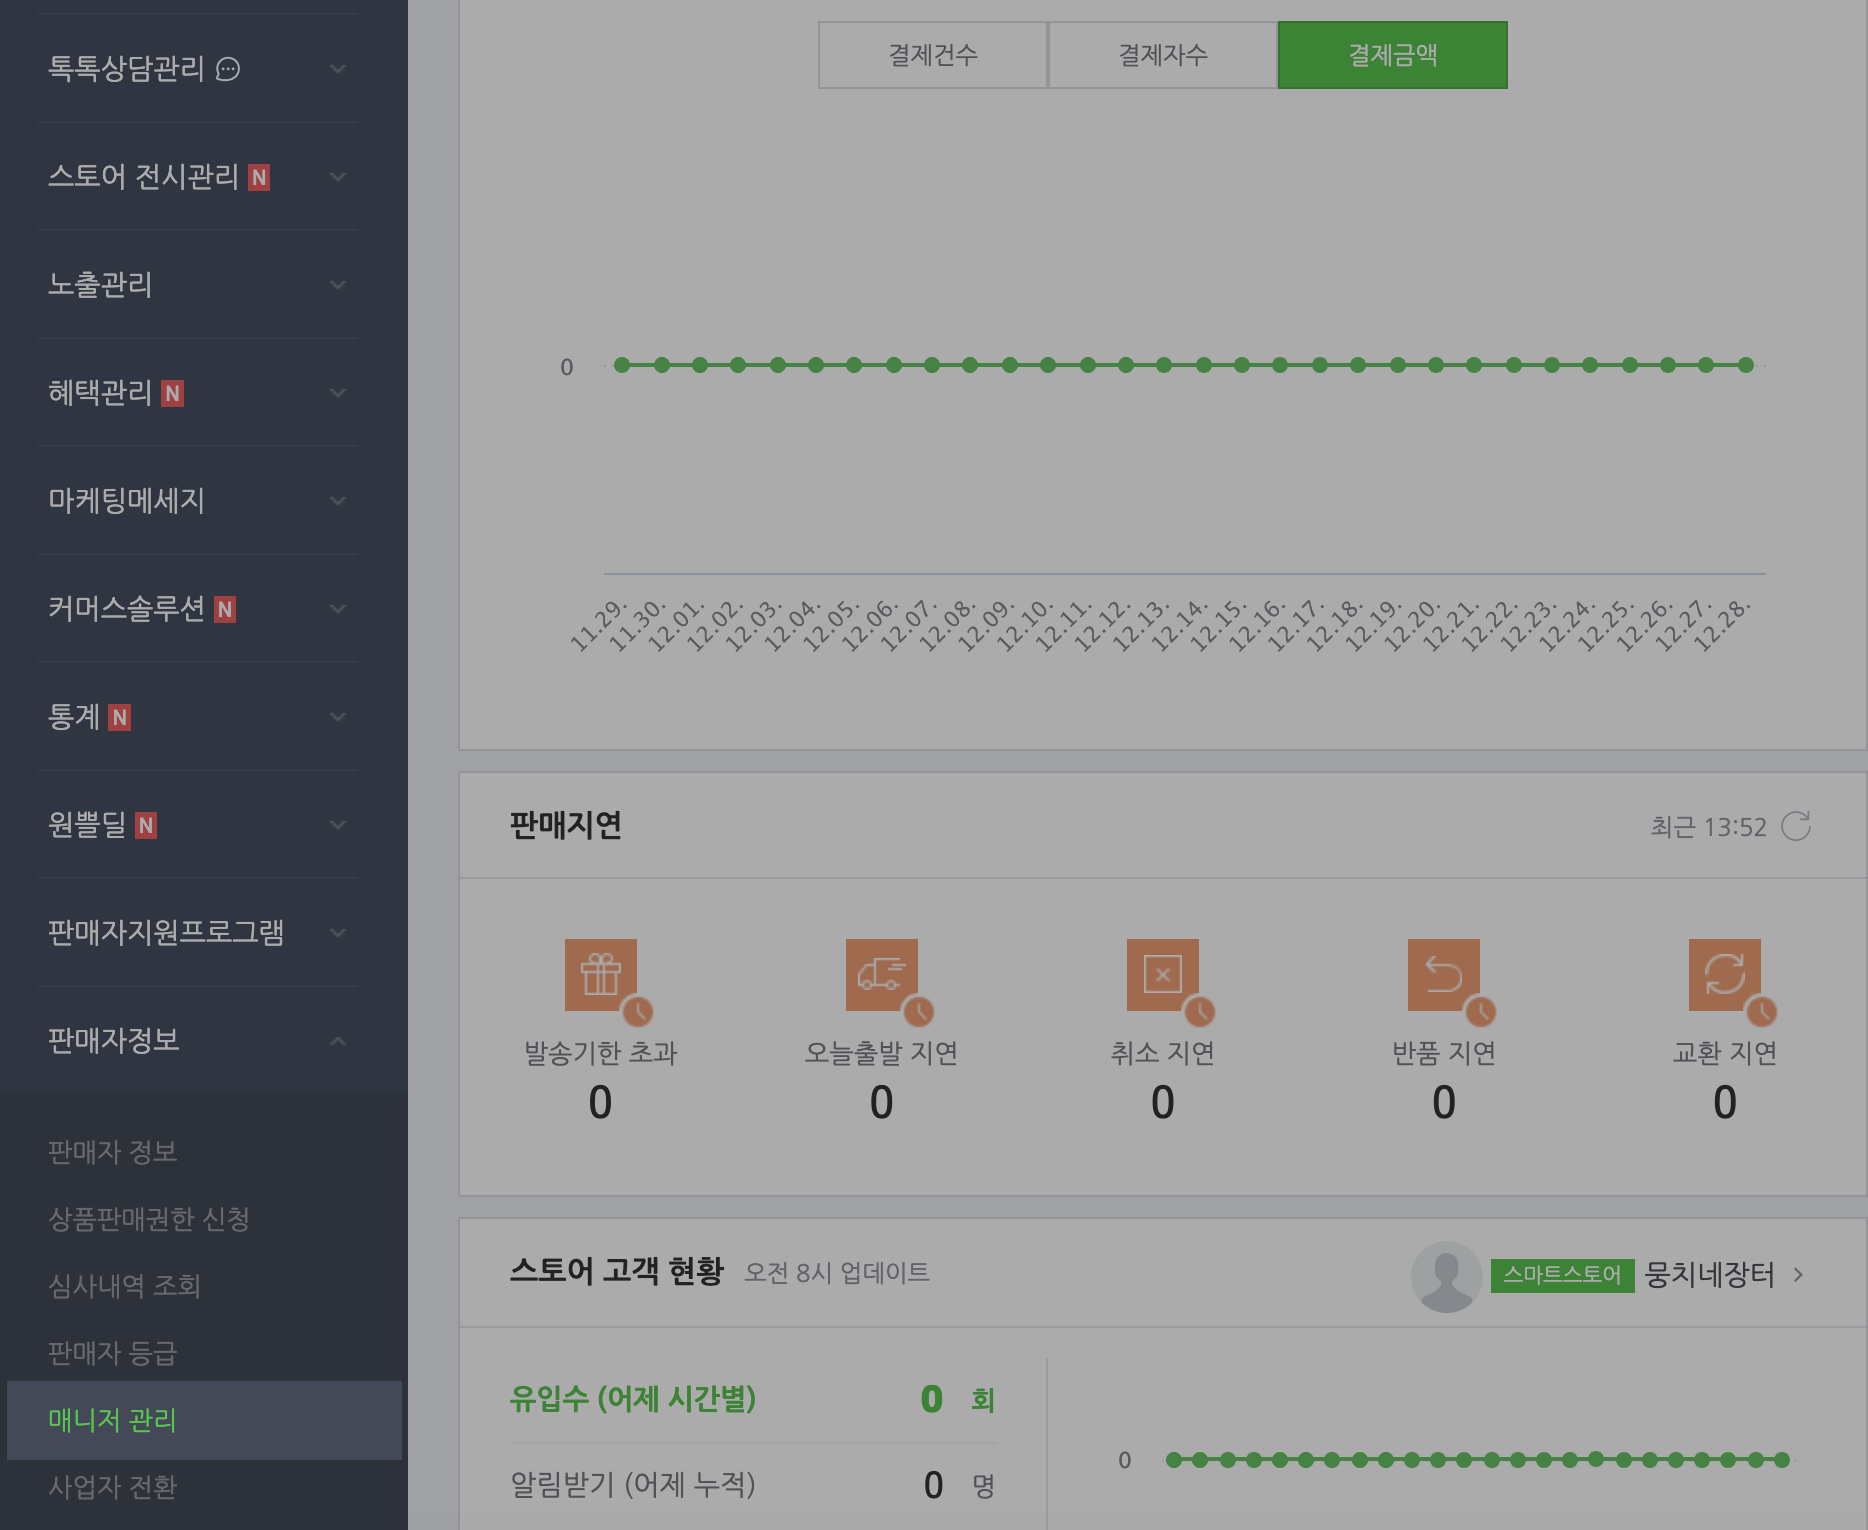 톡톡상담관리
스토어 전시관리 N
노출관리
혜택관리 N
마케팅메세지
커머스솔루션 N
통계 N
원쁠딜 N
판매자지원프로그램
판매자정보
판매자 정보
상품판매권한 신청
심사내역 조회
판매자 등급
매니저 관리
사업자 전환
결제건수 결제자수 결제금액
0
11.29. 11.30. 12.01. 12.02. 12.03. 12.04. 12.05. 12.06. 12.07. 12.08. 12.09. 12.10. 12.11. 12.12. 12.13. 12.14. 12.15. 12.16. 12.17. 12.18. 12.19. 12.20. 12.21. 12.22. 12.23. 12.24. 12.25. 12.26. 12.27. 12.28.
판매지연 최근 13:52
발송기한 초과 오늘출발 지연 취소 지연 반품 지연 교환 지연
0 0 0 0 0
스토어 고객 현황 오전 8시 업데이트 스마트스토어 뭉치네장터
유입수 (어제 시간별) 0 회
0
알림받기 (어제 누적) 0 명